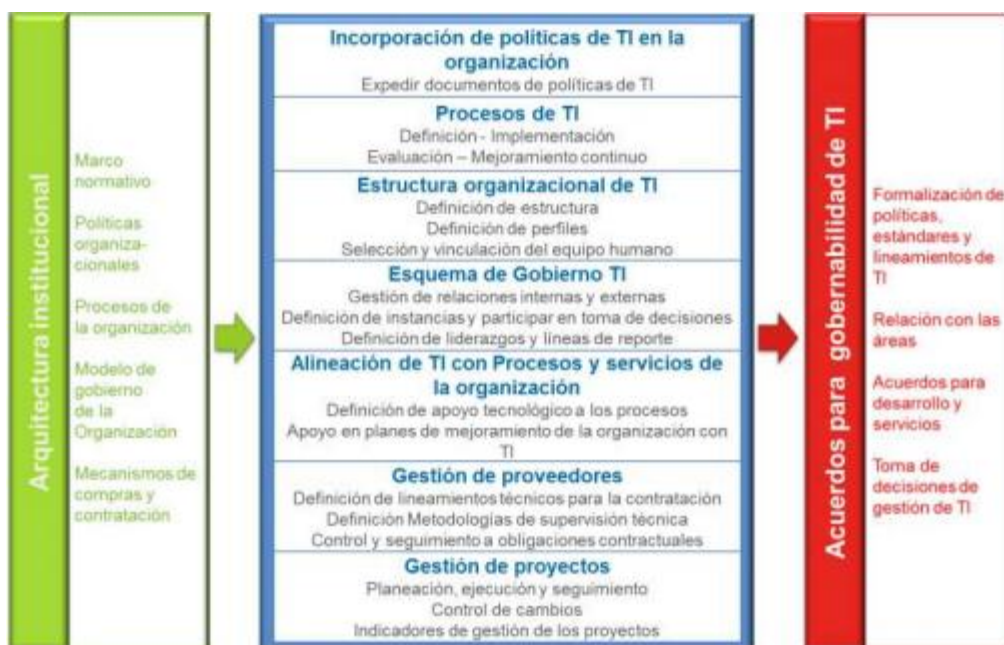 Arquitectura institucional
Marco
normativo
Políticas
organiza-
cionales
Procesos de
la organización
Modelo de
gobierno
de la
Organización
Mecanismos de
compras y
contratación
Incorporación de políticas de TI en la
organización
Expedir documentos de políticas de TI
Procesos de TI
Definición - Implementación
Evaluación – Mejoramiento continuo
Estructura organizacional de TI
Definición de estructura
Definición de perfiles
Selección y vinculación del equipo humano
Esquema de Gobierno TI
Gestión de relaciones internas y externas
Definición de instancias y participar en toma de decisiones
Definición de liderazgos y líneas de reporte
Alineación de TI con Procesos y servicios de
la organización
Definición de apoyo tecnológico a los procesos
Apoyo en planes de mejoramiento de la organización con
TI
Gestión de proveedores
Definición de lineamientos técnicos para la contratación
Definición Metodologías de supervisión técnica
Control y seguimiento a obligaciones contractuales
Gestión de proyectos
Planeación, ejecución y seguimiento
Control de cambios
Indicadores de gestión de los proyectos
Acuerdos para gobernabilidad de TI
Formalización de
políticas,
estándares y
lineamientos de
TI
Relación con las
áreas
Acuerdos para
desarrollo y
servicios
Toma de
decisiones de
gestión de TI